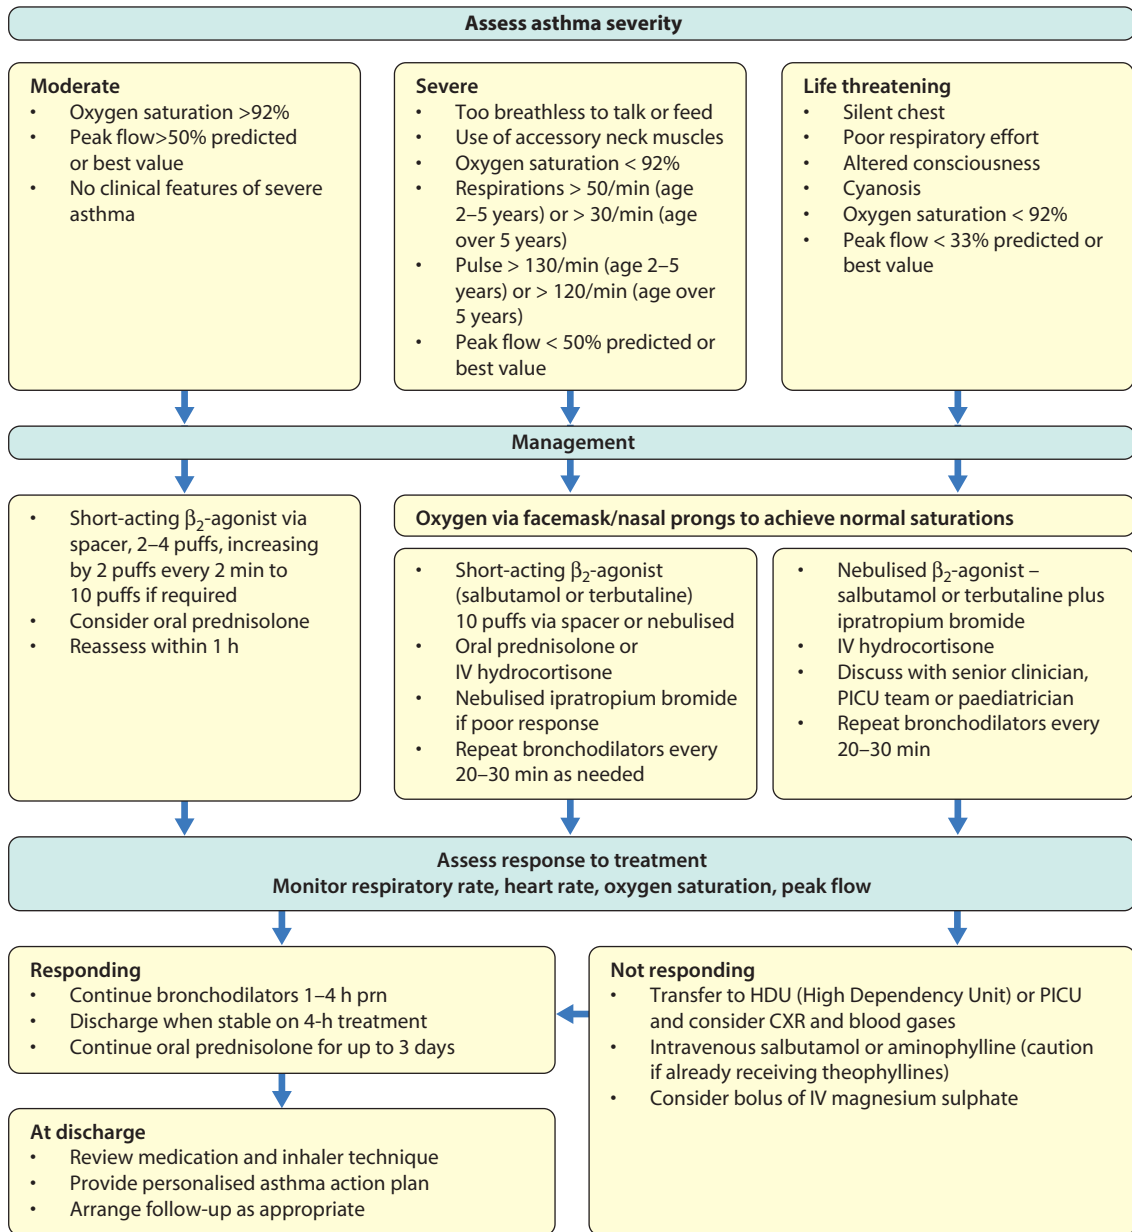 Assess asthma severity
Moderate
• Oxygen saturation >92%
• Peak flow>50% predicted
or best value
• No clinical features of severe
asthma
Severe
• Too breathless to talk or feed
• Use of accessory neck muscles
• Oxygen saturation < 92%
• Respirations > 50/min (age
2–5 years) or > 30/min (age
over 5 years)
• Pulse > 130/min (age 2–5
years) or > 120/min (age over
5 years)
• Peak flow < 50% predicted or
best value
Life threatening
• Silent chest
• Poor respiratory effort
• Altered consciousness
• Cyanosis
• Oxygen saturation < 92%
• Peak flow < 33% predicted or
best value
Management
• Short-acting β₂-agonist via
spacer, 2–4 puffs, increasing
by 2 puffs every 2 min to
10 puffs if required
• Consider oral prednisolone
• Reassess within 1 h
Oxygen via facemask/nasal prongs to achieve normal saturations
• Short-acting β₂-agonist
(salbutamol or terbutaline)
10 puffs via spacer or nebulised
• Oral prednisolone or
IV hydrocortisone
• Nebulised ipratropium bromide
if poor response
• Repeat bronchodilators every
20–30 min as needed
• Nebulised β₂-agonist –
salbutamol or terbutaline plus
ipratropium bromide
• IV hydrocortisone
• Discuss with senior clinician,
PICU team or paediatrician
• Repeat bronchodilators every
20–30 min
Assess response to treatment
Monitor respiratory rate, heart rate, oxygen saturation, peak flow
Responding
• Continue bronchodilators 1–4 h prn
• Discharge when stable on 4-h treatment
• Continue oral prednisolone for up to 3 days
Not responding
• Transfer to HDU (High Dependency Unit) or PICU
and consider CXR and blood gases
• Intravenous salbutamol or aminophylline (caution
if already receiving theophyllines)
• Consider bolus of IV magnesium sulphate
At discharge
• Review medication and inhaler technique
• Provide personalised asthma action plan
• Arrange follow-up as appropriate